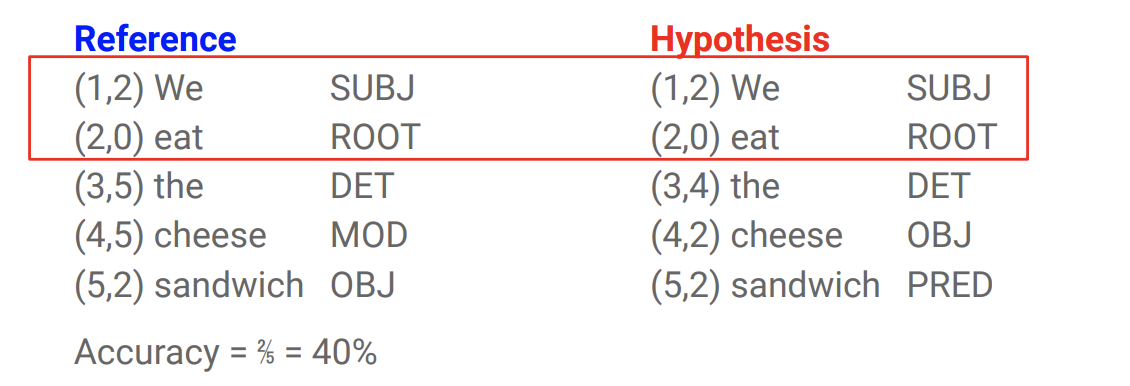 Reference Hypothesis
(1,2) We SUBJ (1,2) We SUBJ
(2,0) eat ROOT (2,0) eat ROOT
(3,5) the DET (3,4) the DET
(4,5) cheese MOD (4,2) cheese OBJ
(5,2) sandwich OBJ (5,2) sandwich PRED
Accuracy = ⅖ = 40%